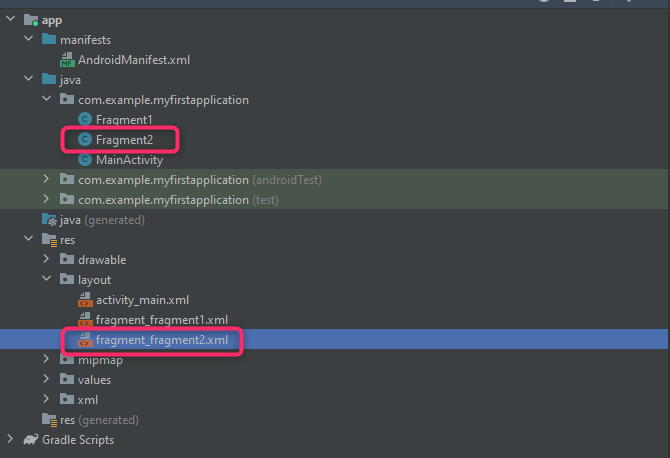 app
manifests
AndroidManifest.xml
java
com.example.myfirstapplication
Fragment1
Fragment2
MainActivity
com.example.myfirstapplication (androidTest)
com.example.myfirstapplication (test)
java (generated)
res
drawable
layout
activity_main.xml
fragment_fragment1.xml
fragment_fragment2.xml
mipmap
values
xml
res (generated)
Gradle Scripts